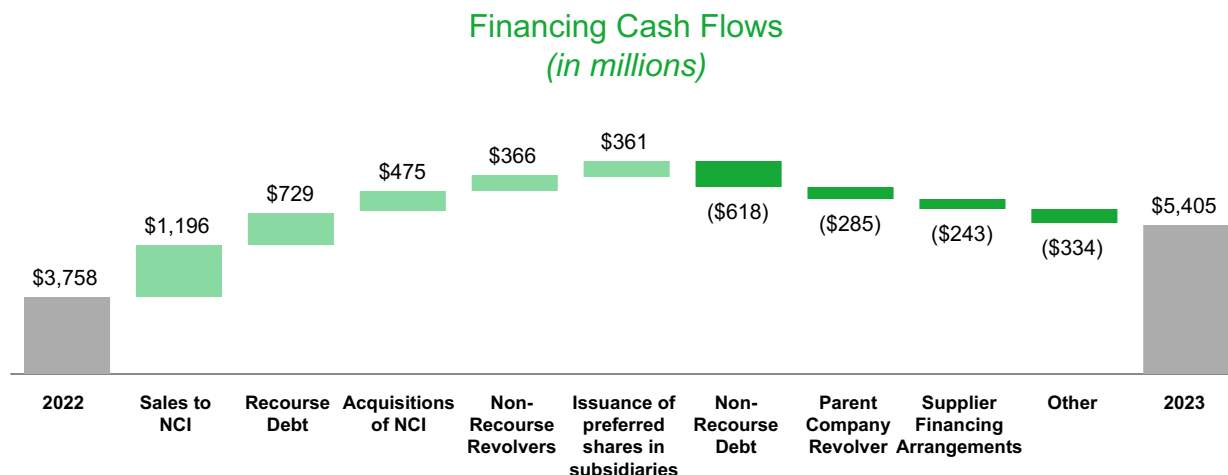 Financing Cash Flows
(in millions)
$3,758
$1,196
$729
$475
$366
$361
($618)
($285)
($243)
($334)
$5,405
2022
Sales to
NCI
Recourse
Debt
Acquisitions
of NCI
Non-
Recourse
Revolvers
Issuance of
preferred
shares in
subsidiaries
Non-
Recourse
Debt
Parent
Company
Revolver
Supplier
Financing
Arrangements
Other
2023